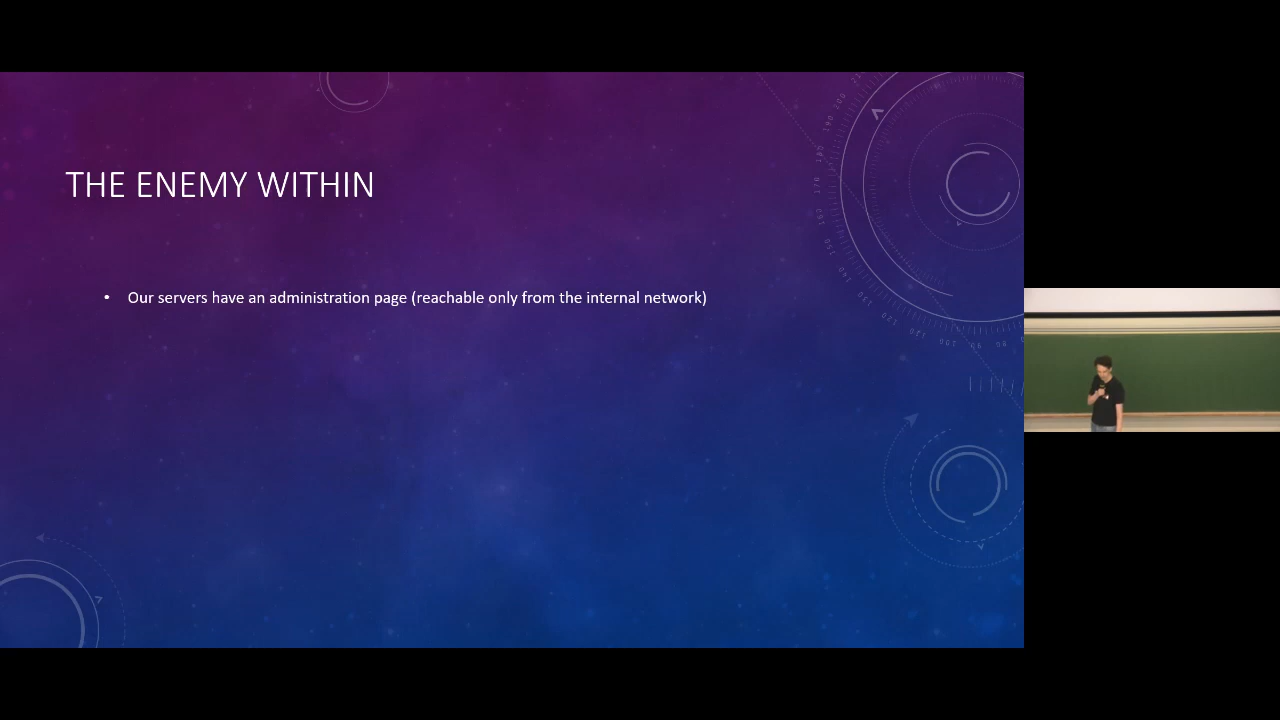 THE ENEMY WITHIN
• Our servers have an administration page (reachable only from the internal network)